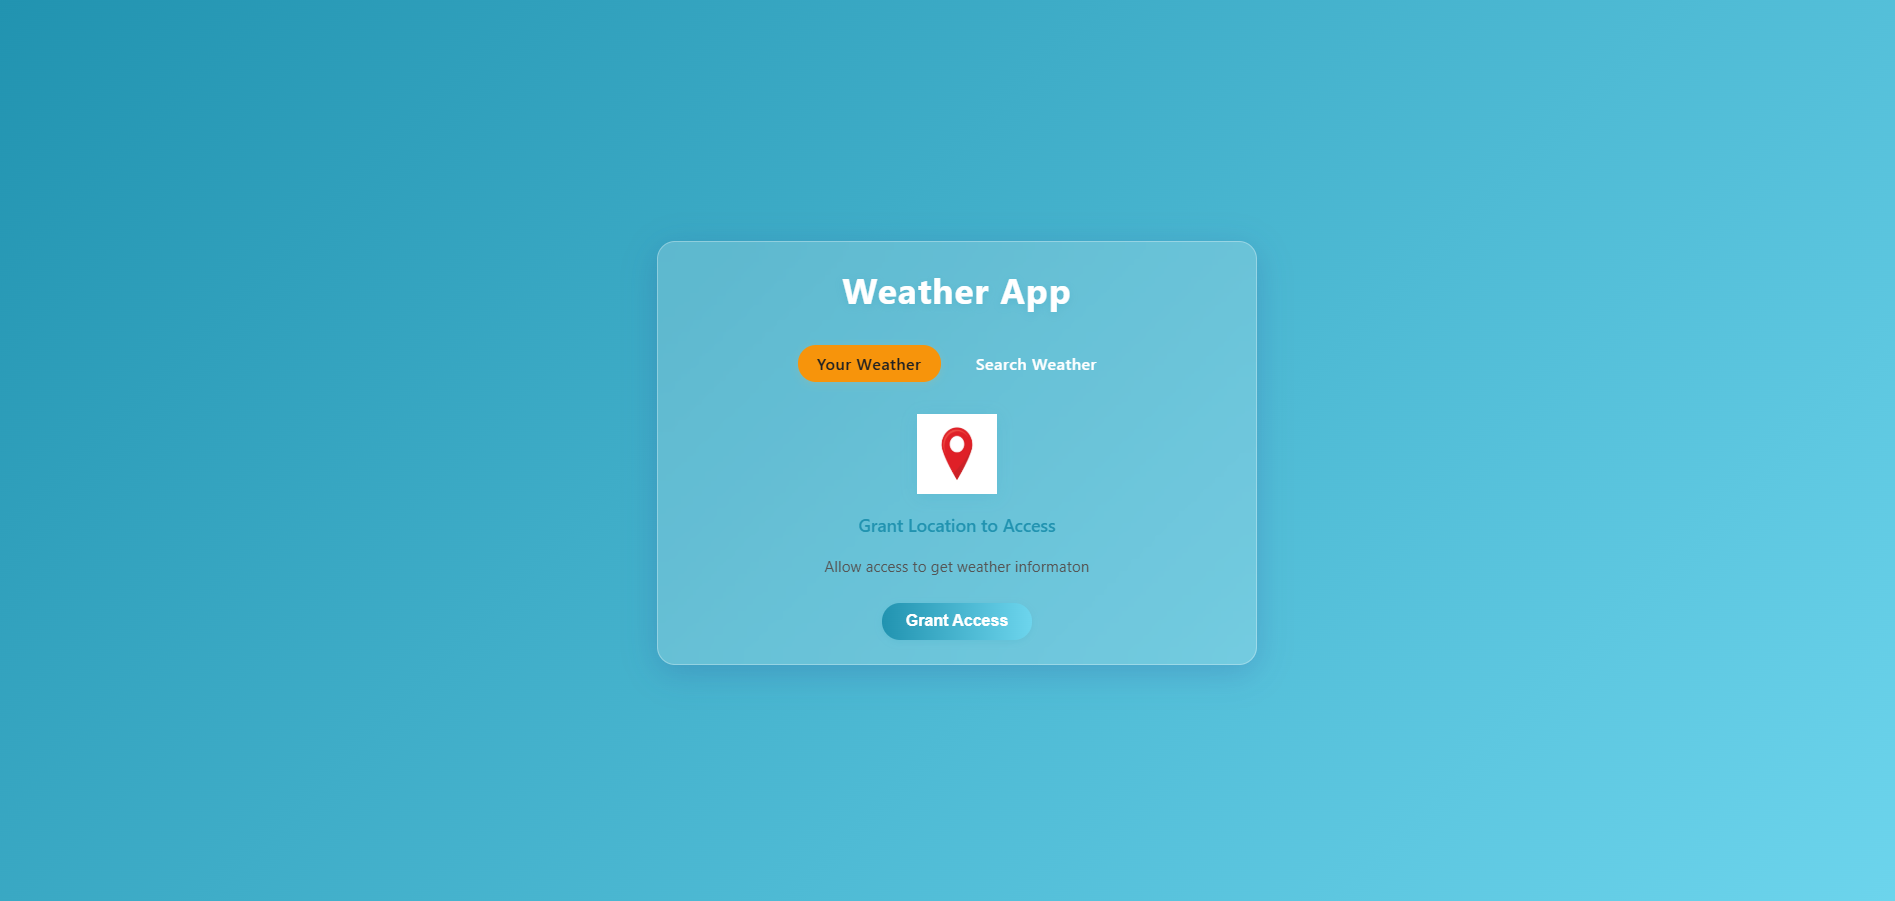 Weather App
Your Weather Search Weather
Grant Location to Access
Allow access to get weather informaton
Grant Access